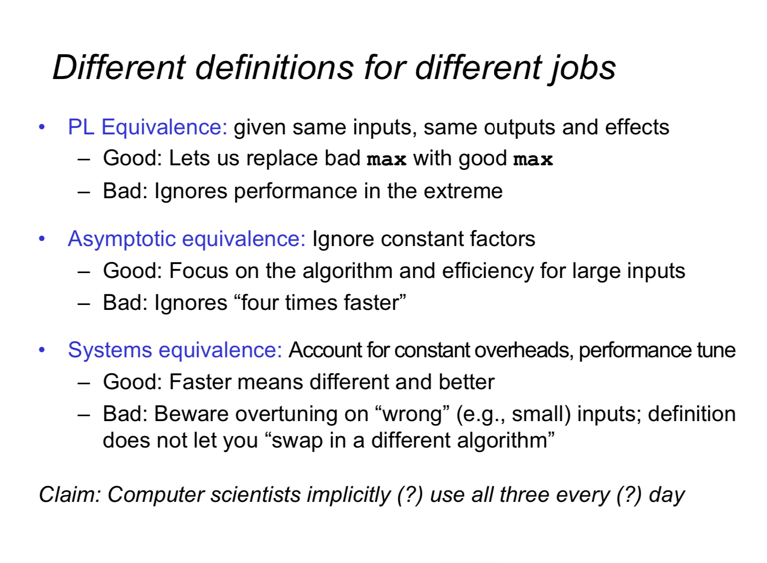 Different definitions for different jobs
• PL Equivalence: given same inputs, same outputs and effects
– Good: Lets us replace bad max with good max
– Bad: Ignores performance in the extreme
• Asymptotic equivalence: Ignore constant factors
– Good: Focus on the algorithm and efficiency for large inputs
– Bad: Ignores “four times faster”
• Systems equivalence: Account for constant overheads, performance tune
– Good: Faster means different and better
– Bad: Beware overtuning on “wrong” (e.g., small) inputs; definition
does not let you “swap in a different algorithm”
Claim: Computer scientists implicitly (?) use all three every (?) day